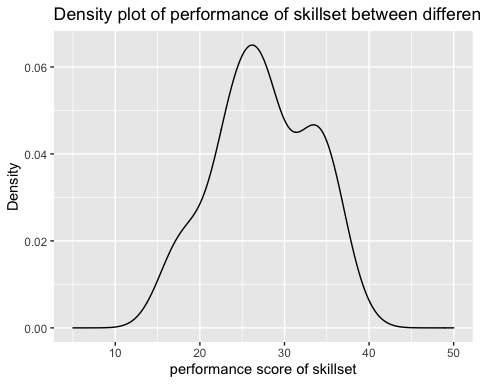 Density plot of performance of skillset between differen
0.06
0.04
0.02
0.00
Density
10 20 30 40 50
performance score of skillset